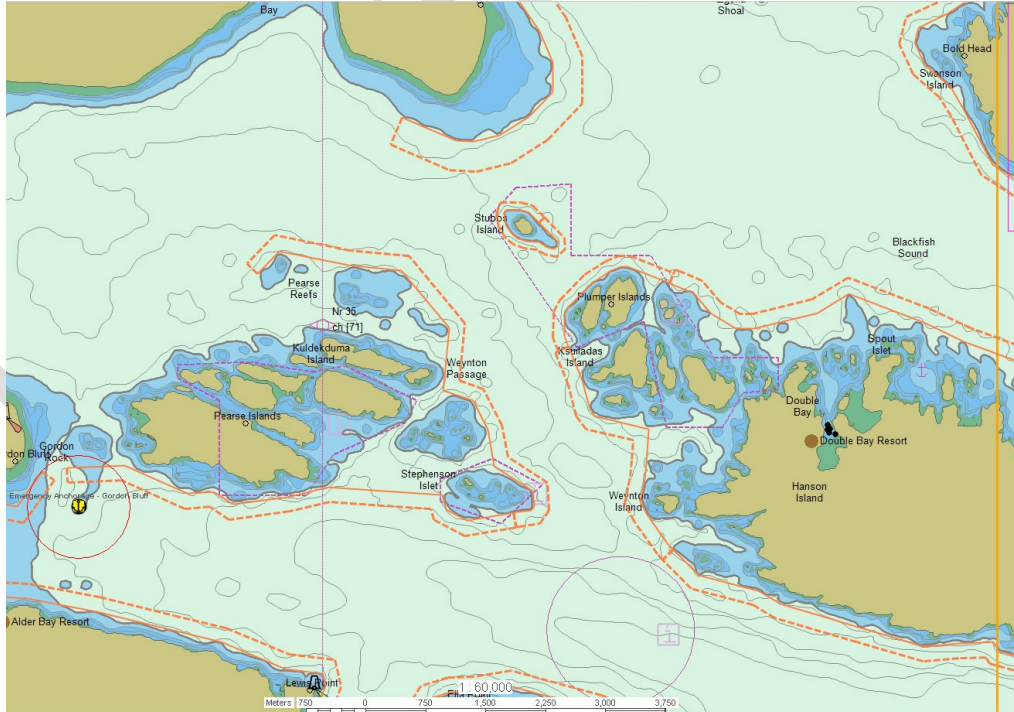 Bay
Shoal
Bold Head
Swanson
Island
Stubbs
Island
Blackfish
Sound
Pearse
Reefs
Plumper Islands
Nr 35
ch [71]
Kuldekduma
Island
Weynton
Passage
Ksuiladas
Island
Spout
Islet
Double
Bay
Pearse Islands
Gordon
Rock
rdon Bluff
Double Bay Resort
Stephenson
Islet
Hanson
Island
Emergency Anchorage - Gordon Bluff
Weynton
Island
Alder Bay Resort
Lewis Point
1 : 60,000
Meters 750 0 750 1,500 2,250 3,000 3,750